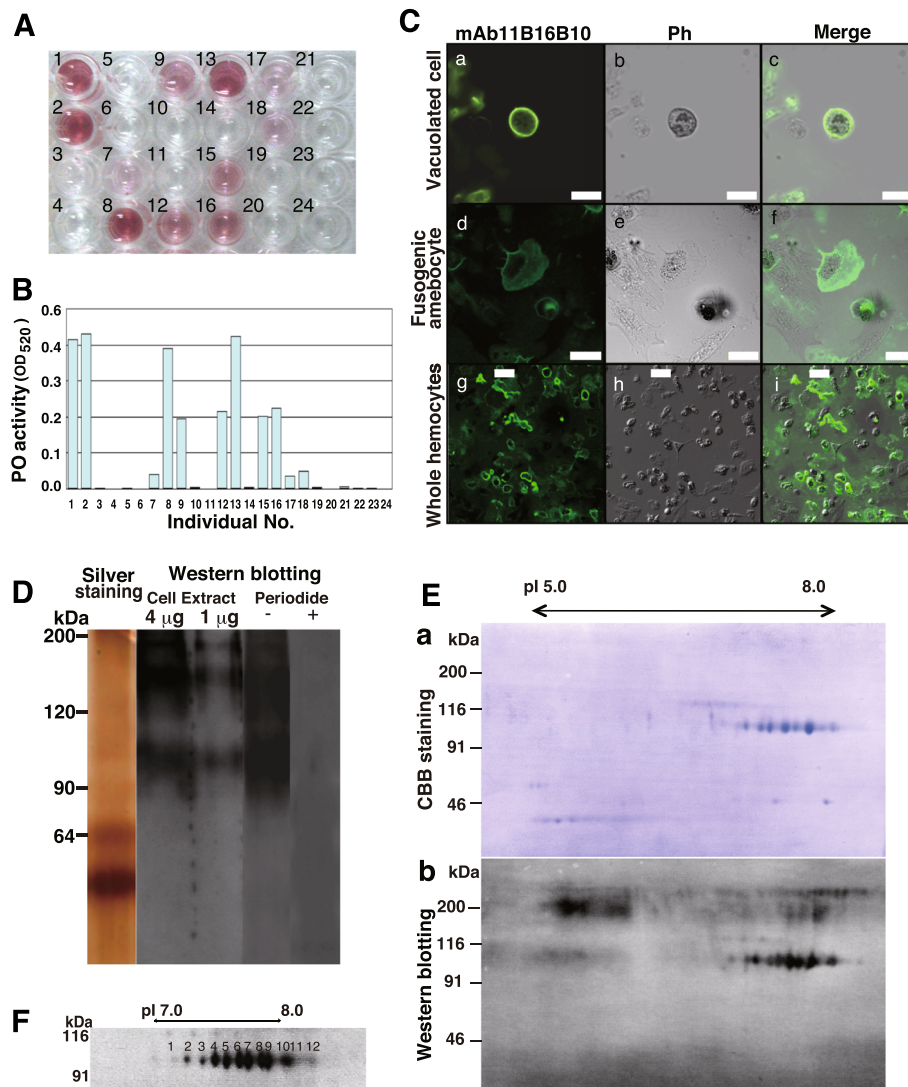 A
1 5 9 13 17 21
2 6 10 14 18 22
3 7 11 15 19 23
4 8 12 16 20 24
B
PO activity (OD520)
0.6
0.4
0.3
0.2
0.1
0.0
1 2 3 4 5 6 7 8 9 10 11 12 13 14 15 16 17 18 19 20 21 22 23 24
Individual No.
C
mAb11B16B10 Ph Merge
Vacuolated cell
a b c
Fusogenic amebocyte
d e f
Whole hemocytes
g h i
D
Silver staining
Western blotting
Cell Extract Periodide
kDa 4 µg 1 µg - +
200
120
90
64
E
pI 5.0 8.0
a
kDa
CBB staining
200
116
91
46
b
kDa
Western blotting
200
116
91
46
F
pI 7.0 8.0
kDa
116
1 2 3 4 5 6 7 8 9 10 11 12
91